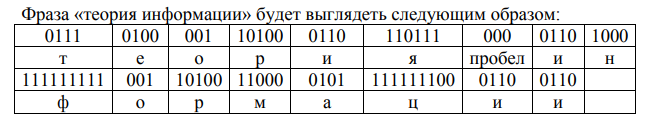 Фраза «теория информации» будет выглядеть следующим образом:
0111 0100 001 10100 0110 110111 000 0110 1000
т е о р и я пробел и н
111111111 001 10100 11000 0101 111111100 0110 0110
ф о р м а ц и и